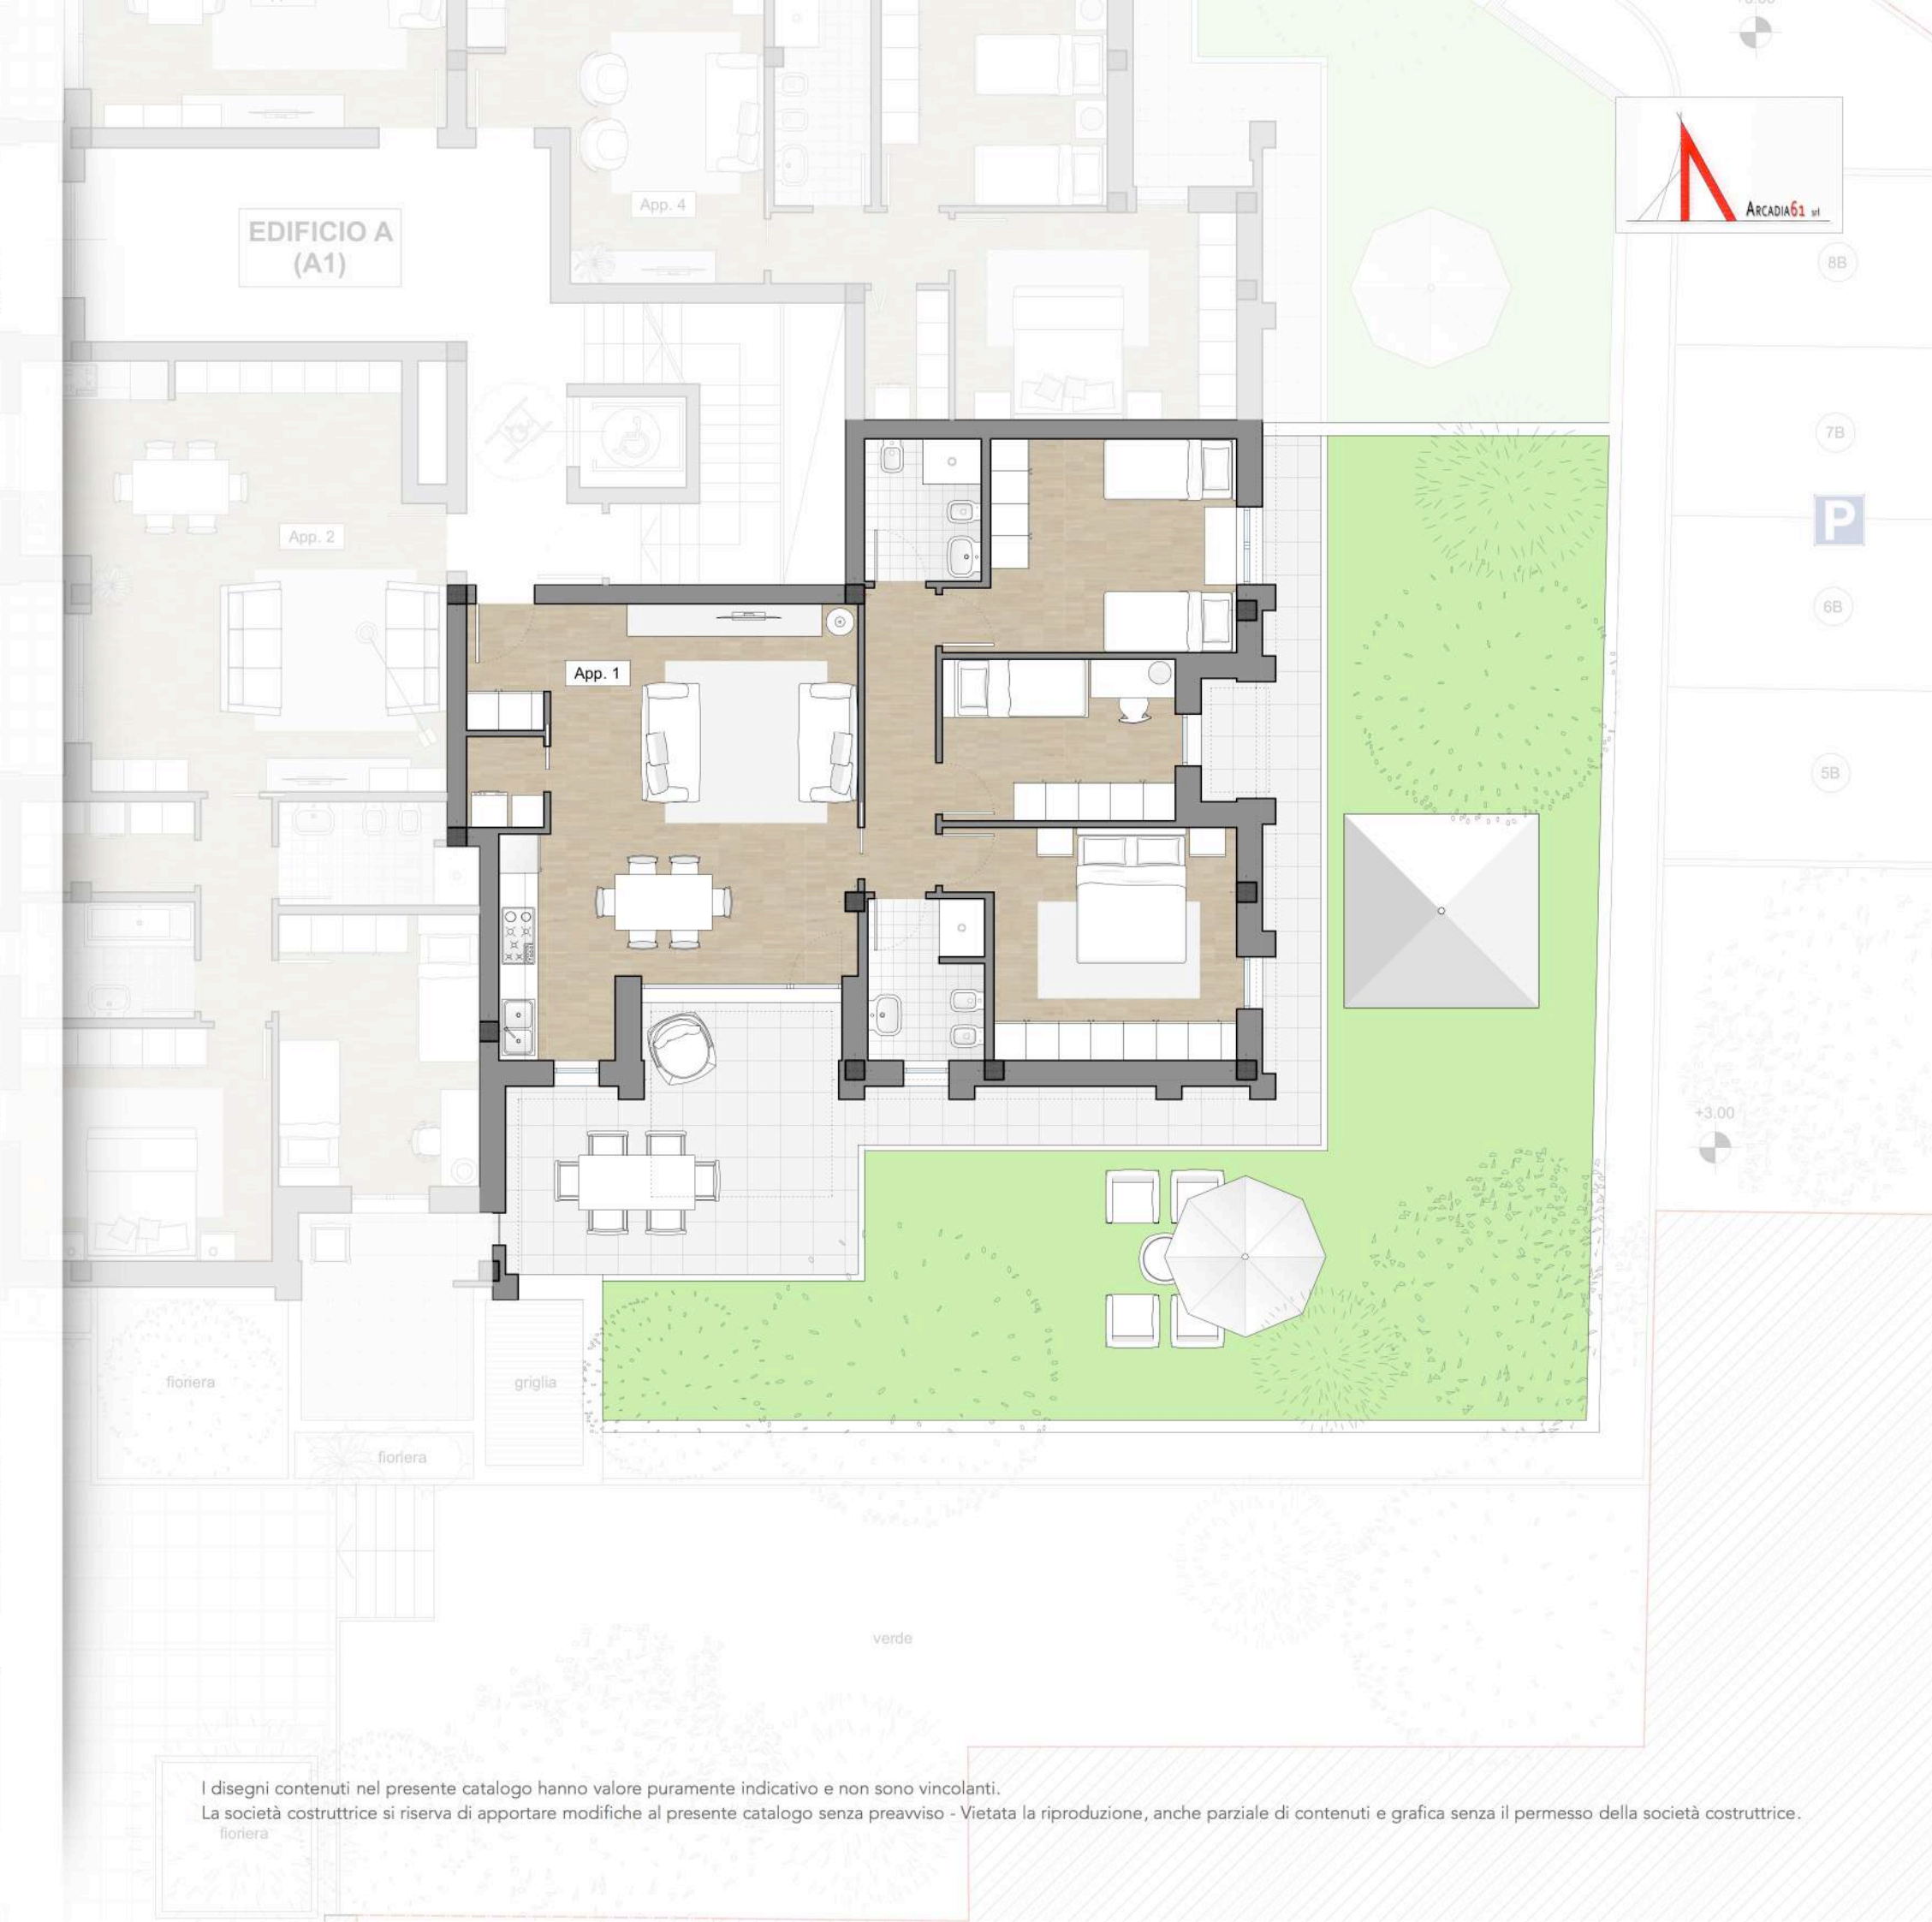 +3.00
ARCADIA61 srl
App. 4
EDIFICIO A
(A1)
8B
7B
P
App. 2
6B
App. 1
5B
+3.00
fioriera
griglia
fioriera
verde
I disegni contenuti nel presente catalogo hanno valore puramente indicativo e non sono vincolanti.
La società costruttrice si riserva di apportare modifiche al presente catalogo senza preavviso - Vietata la riproduzione, anche parziale di contenuti e grafica senza il permesso della società costruttrice.
fioriera